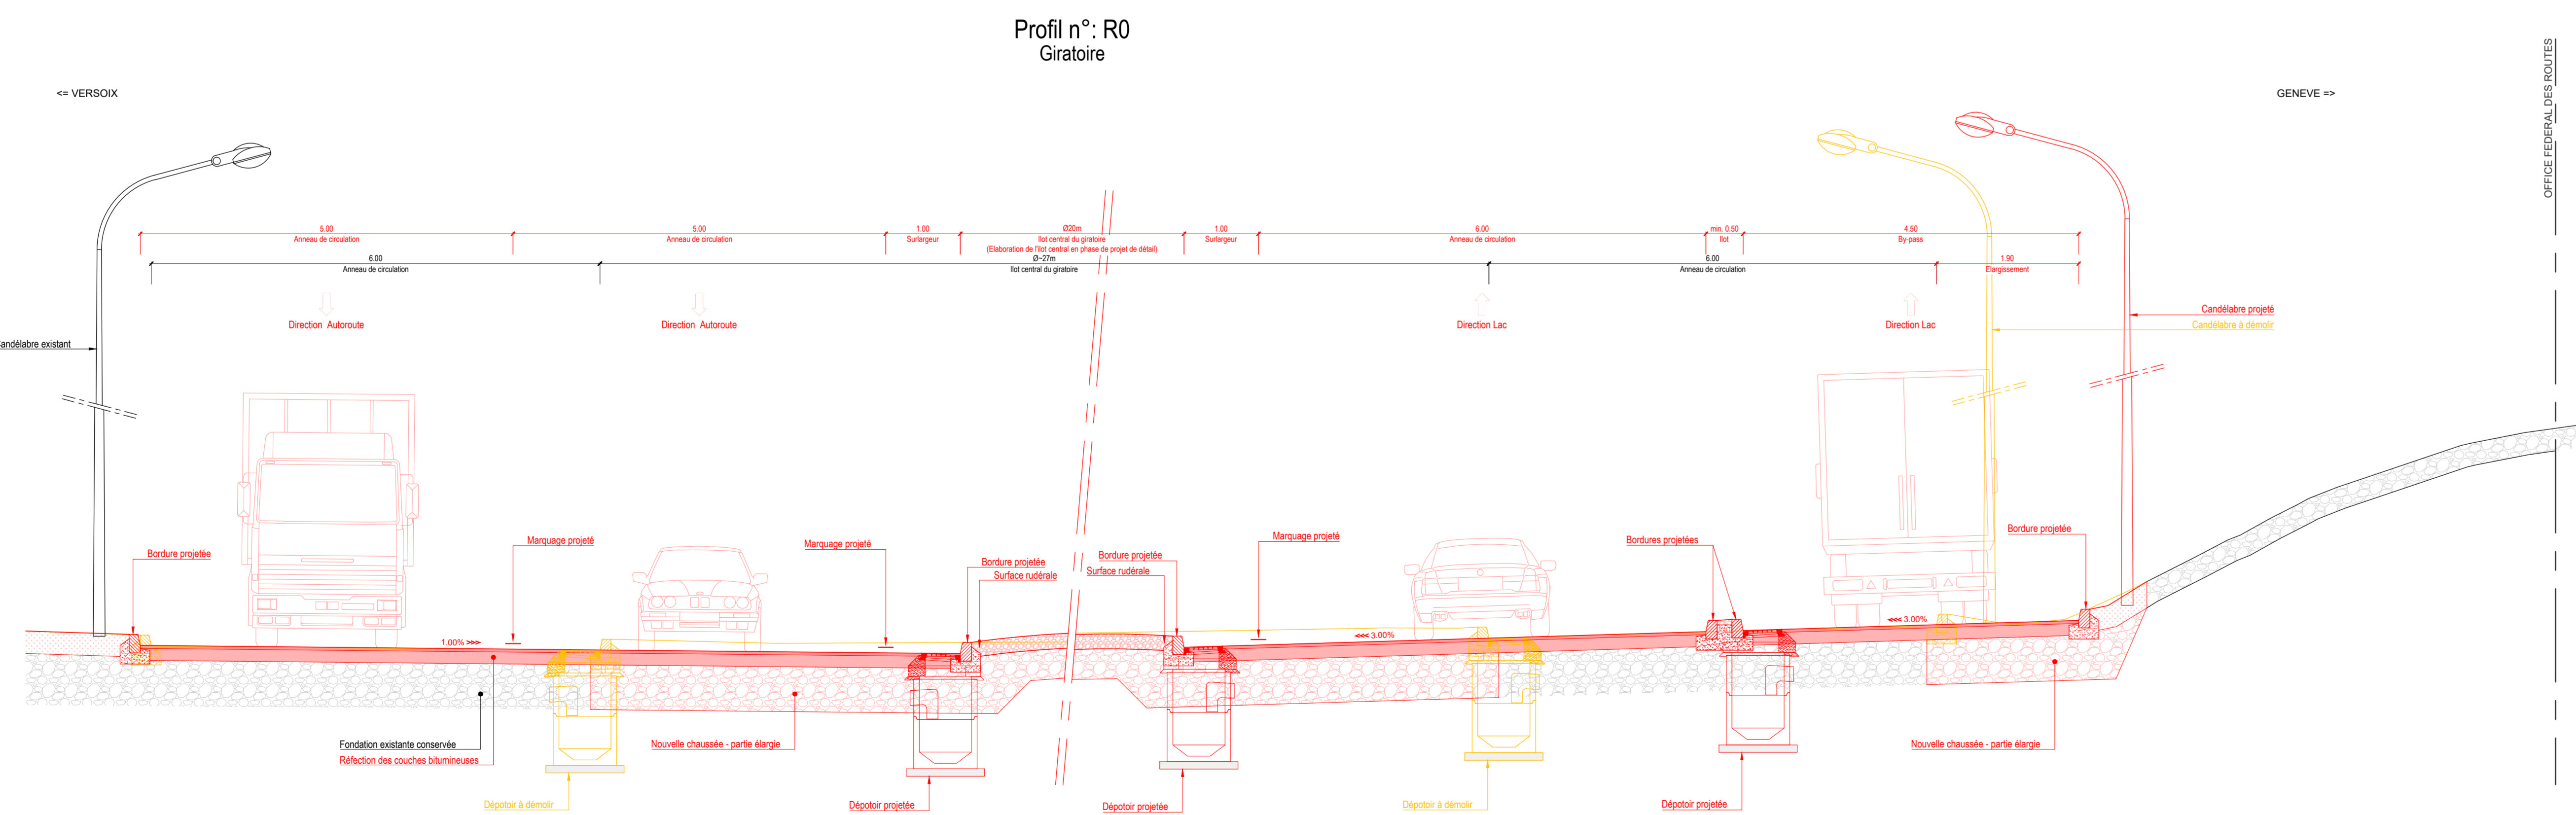 Profil n°: R0
Giratoire
<= VERSOIX
GENEVE =>
OFFICE FEDERAL DES ROUTES
5.00
Anneau de circulation
5.00
Anneau de circulation
1.00
Surlargeur
Ø20m
Ilot central du giratoire
(Elaboration de l'îlot central en phase de projet de détail)
1.00
Surlargeur
6.00
Anneau de circulation
min. 0.50
Ilot
4.50
By-pass
6.00
Anneau de circulation
Ø~27m
Ilot central du giratoire
6.00
Anneau de circulation
1.90
Elargissement
Direction Autoroute
Direction Autoroute
Direction Lac
Direction Lac
Candélabre projeté
Candélabre à démolir
andélabre existant
Bordure projetée
Marquage projeté
Marquage projeté
Bordure projetée
Surface rudérale
Bordure projetée
Surface rudérale
Marquage projeté
Bordures projetées
Bordure projetée
1.00% >>>
<<< 3.00%
<<< 3.00%
Fondation existante conservée
Réfection des couches bitumineuses
Nouvelle chaussée - partie élargie
Nouvelle chaussée - partie élargie
Dépotoir à démolir
Dépotoir projetée
Dépotoir projetée
Dépotoir à démolir
Dépotoir projetée